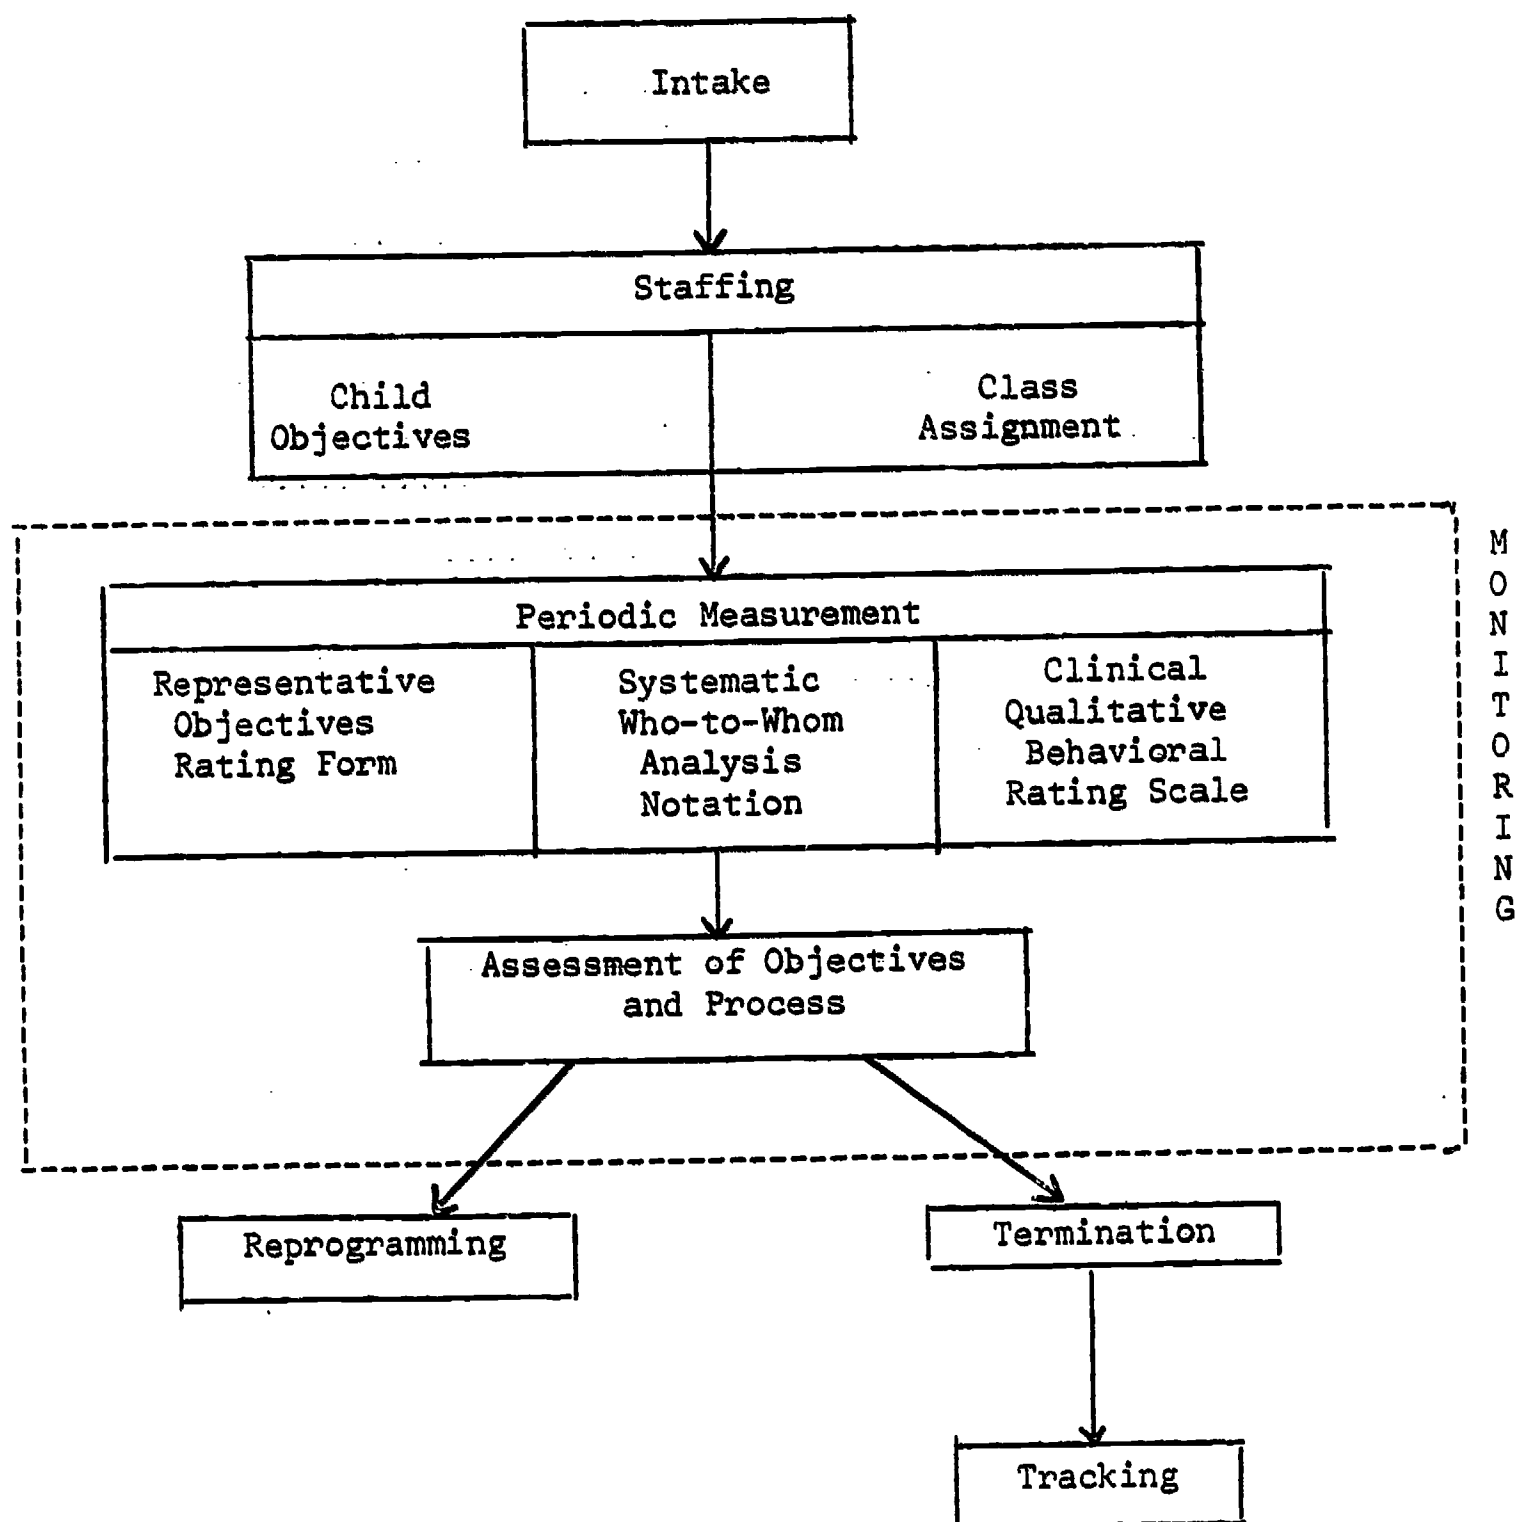 Intake
Staffing
Child
Objectives
Class
Assignment
Periodic Measurement
Representative
Objectives
Rating Form
Systematic
Who-to-Whom
Analysis
Notation
Clinical
Qualitative
Behavioral
Rating Scale
MONITORING
Assessment of Objectives
and Process
Reprogramming
Termination
Tracking